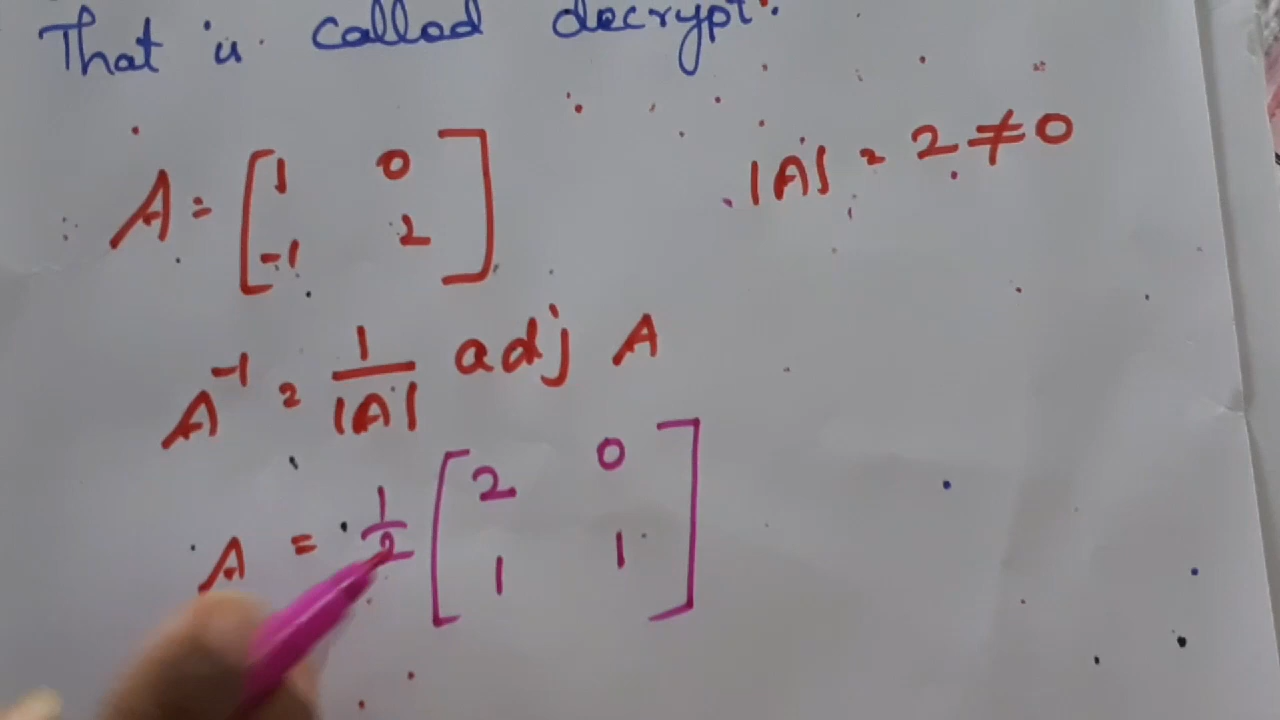 That is called decrypt.
A = [1 0
-1 2]
|A| = 2 ≠ 0
A⁻¹ = 1/|A| adj A
A = 1/2 [2 0
1 1]